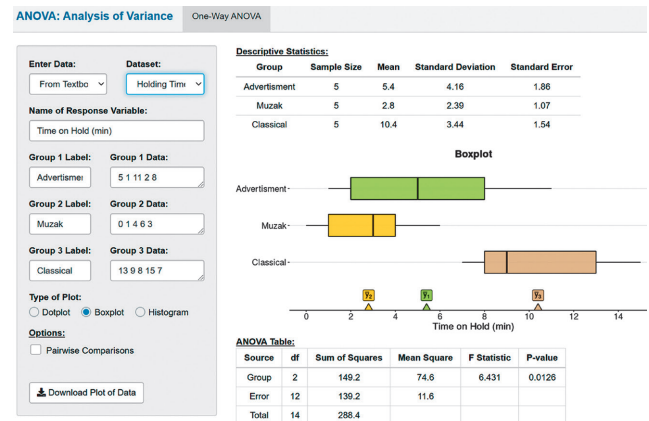 ANOVA: Analysis of Variance One-Way ANOVA
Enter Data: Dataset:
From Textbo Holding Time
Name of Response Variable:
Time on Hold (min)
Group 1 Label: Group 1 Data:
Advertismer 5 1 11 2 8
Group 2 Label: Group 2 Data:
Muzak 0 1 4 6 3
Group 3 Label: Group 3 Data:
Classical 13 9 8 15 7
Type of Plot:
Dotplot Boxplot Histogram
Options:
Pairwise Comparisons
Download Plot of Data
Descriptive Statistics:
Group Sample Size Mean Standard Deviation Standard Error
Advertisment 5 5.4 4.16 1.86
Muzak 5 2.8 2.39 1.07
Classical 5 10.4 3.44 1.54
Boxplot
Advertisment
Muzak
Classical
ȳ2 ȳ1 ȳ3
0 2 4 6 8 10 12 14
Time on Hold (min)
ANOVA Table:
Source df Sum of Squares Mean Square F Statistic P-value
Group 2 149.2 74.6 6.431 0.0126
Error 12 139.2 11.6
Total 14 288.4